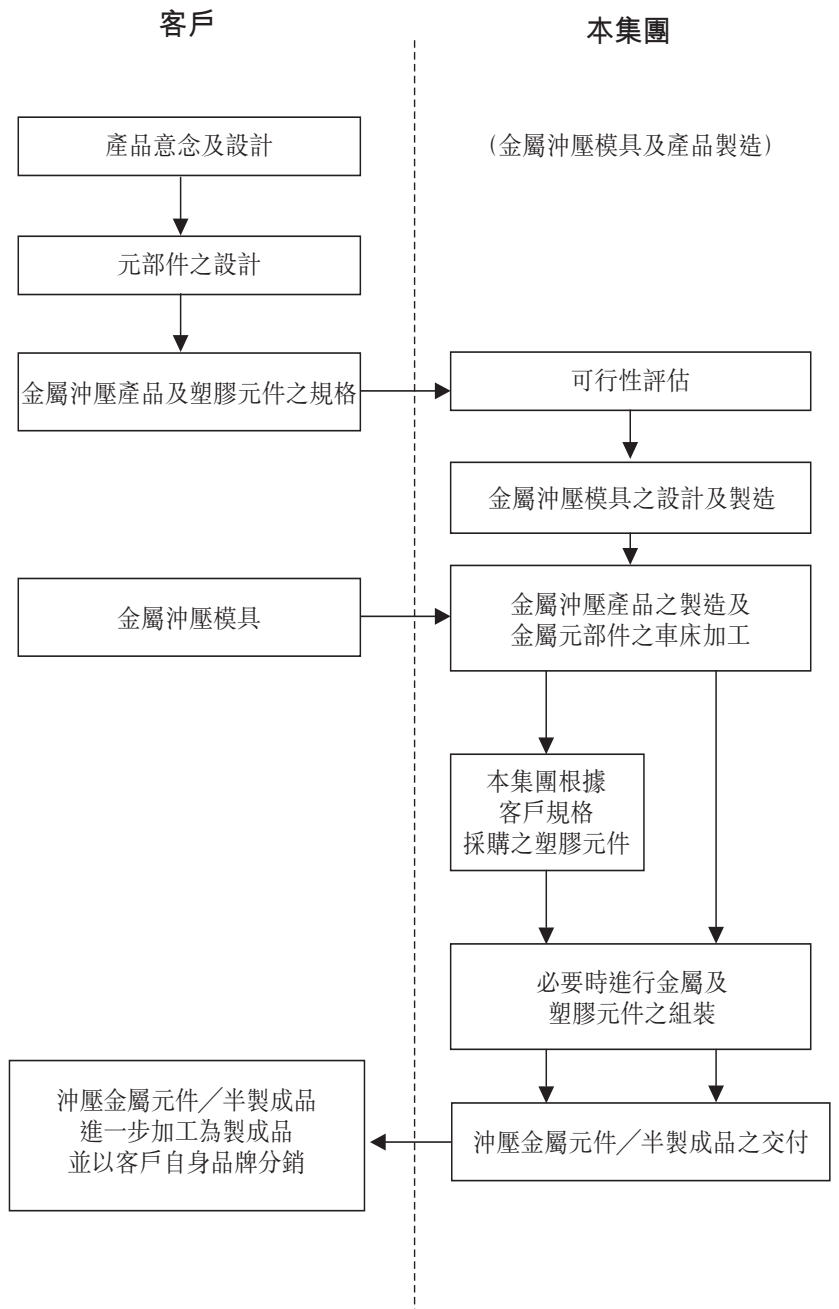 客戶
本集團
產品意念及設計
(金屬沖壓模具及產品製造)
元部件之設計
金屬沖壓產品及塑膠元件之規格
可行性評估
金屬沖壓模具之設計及製造
金屬沖壓模具
金屬沖壓產品之製造及
金屬元部件之車床加工
本集團根據
客戶規格
採購之塑膠元件
必要時進行金屬及
塑膠元件之組裝
沖壓金屬元件／半製成品
進一步加工為製成品
並以客戶自身品牌分銷
沖壓金屬元件／半製成品之交付